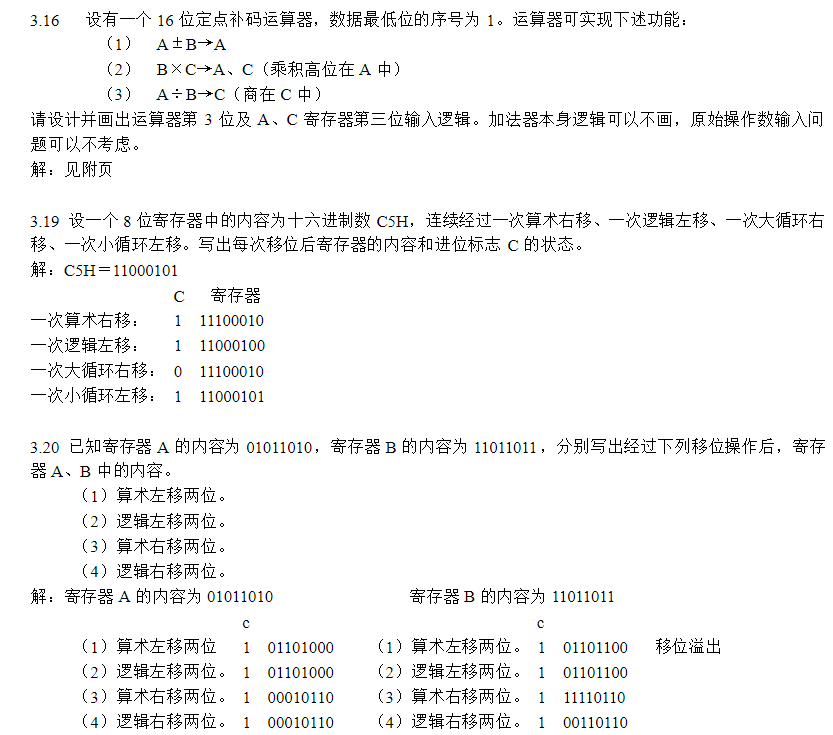 3.16 设有一个 16 位定点补码运算器，数据最低位的序号为 1。运算器可实现下述功能：
（1） A±B→A
（2） B×C→A、C（乘积高位在 A 中）
（3） A÷B→C（商在 C 中）
请设计并画出运算器第 3 位及 A、C 寄存器第三位输入逻辑。加法器本身逻辑可以不画，原始操作数输入问
题可以不考虑。
解：见附页
3.19 设一个 8 位寄存器中的内容为十六进制数 C5H，连续经过一次算术右移、一次逻辑左移、一次大循环右
移、一次小循环左移。写出每次移位后寄存器的内容和进位标志 C 的状态。
解：C5H＝11000101
C 寄存器
一次算术右移： 1 11100010
一次逻辑左移： 1 11000100
一次大循环右移： 0 11100010
一次小循环左移： 1 11000101
3.20 已知寄存器 A 的内容为 01011010，寄存器 B 的内容为 11011011，分别写出经过下列移位操作后，寄存
器 A、B 中的内容。
（1）算术左移两位。
（2）逻辑左移两位。
（3）算术右移两位。
（4）逻辑右移两位。
解：寄存器 A 的内容为 01011010 寄存器 B 的内容为 11011011
c c
（1）算术左移两位 1 01101000 （1）算术左移两位。 1 01101100 移位溢出
（2）逻辑左移两位。 1 01101000 （2）逻辑左移两位。 1 01101100
（3）算术右移两位。 1 00010110 （3）算术右移两位。 1 11110110
（4）逻辑右移两位。 1 00010110 （4）逻辑右移两位。 1 00110110